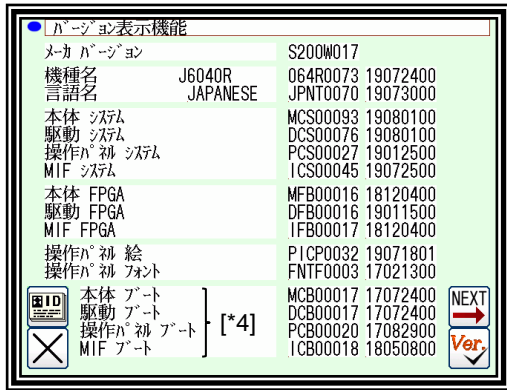 バージョン表示機能
メーカ バージョン S200W017
機種名 J6040R 064R0073 19072400
言語名 JAPANESE JPNT0070 19073000
本体 システム MCS00093 19080100
駆動 システム DCS00076 19080100
操作パネル システム PCS00027 19012500
MIF システム ICS00045 19072500
本体 FPGA MFB00016 18120400
駆動 FPGA DFB00016 19011500
MIF FPGA IFB00017 18120400
操作パネル 絵 PICP0032 19071801
操作パネル フォント FNTF0003 17021300
本体 ブート MCB00017 17072400
駆動 ブート DCB00017 17072400
操作パネル ブート PCB00020 17082900
MIF ブート ICB00018 18050800
[*4]
ID
NEXT
Ver.